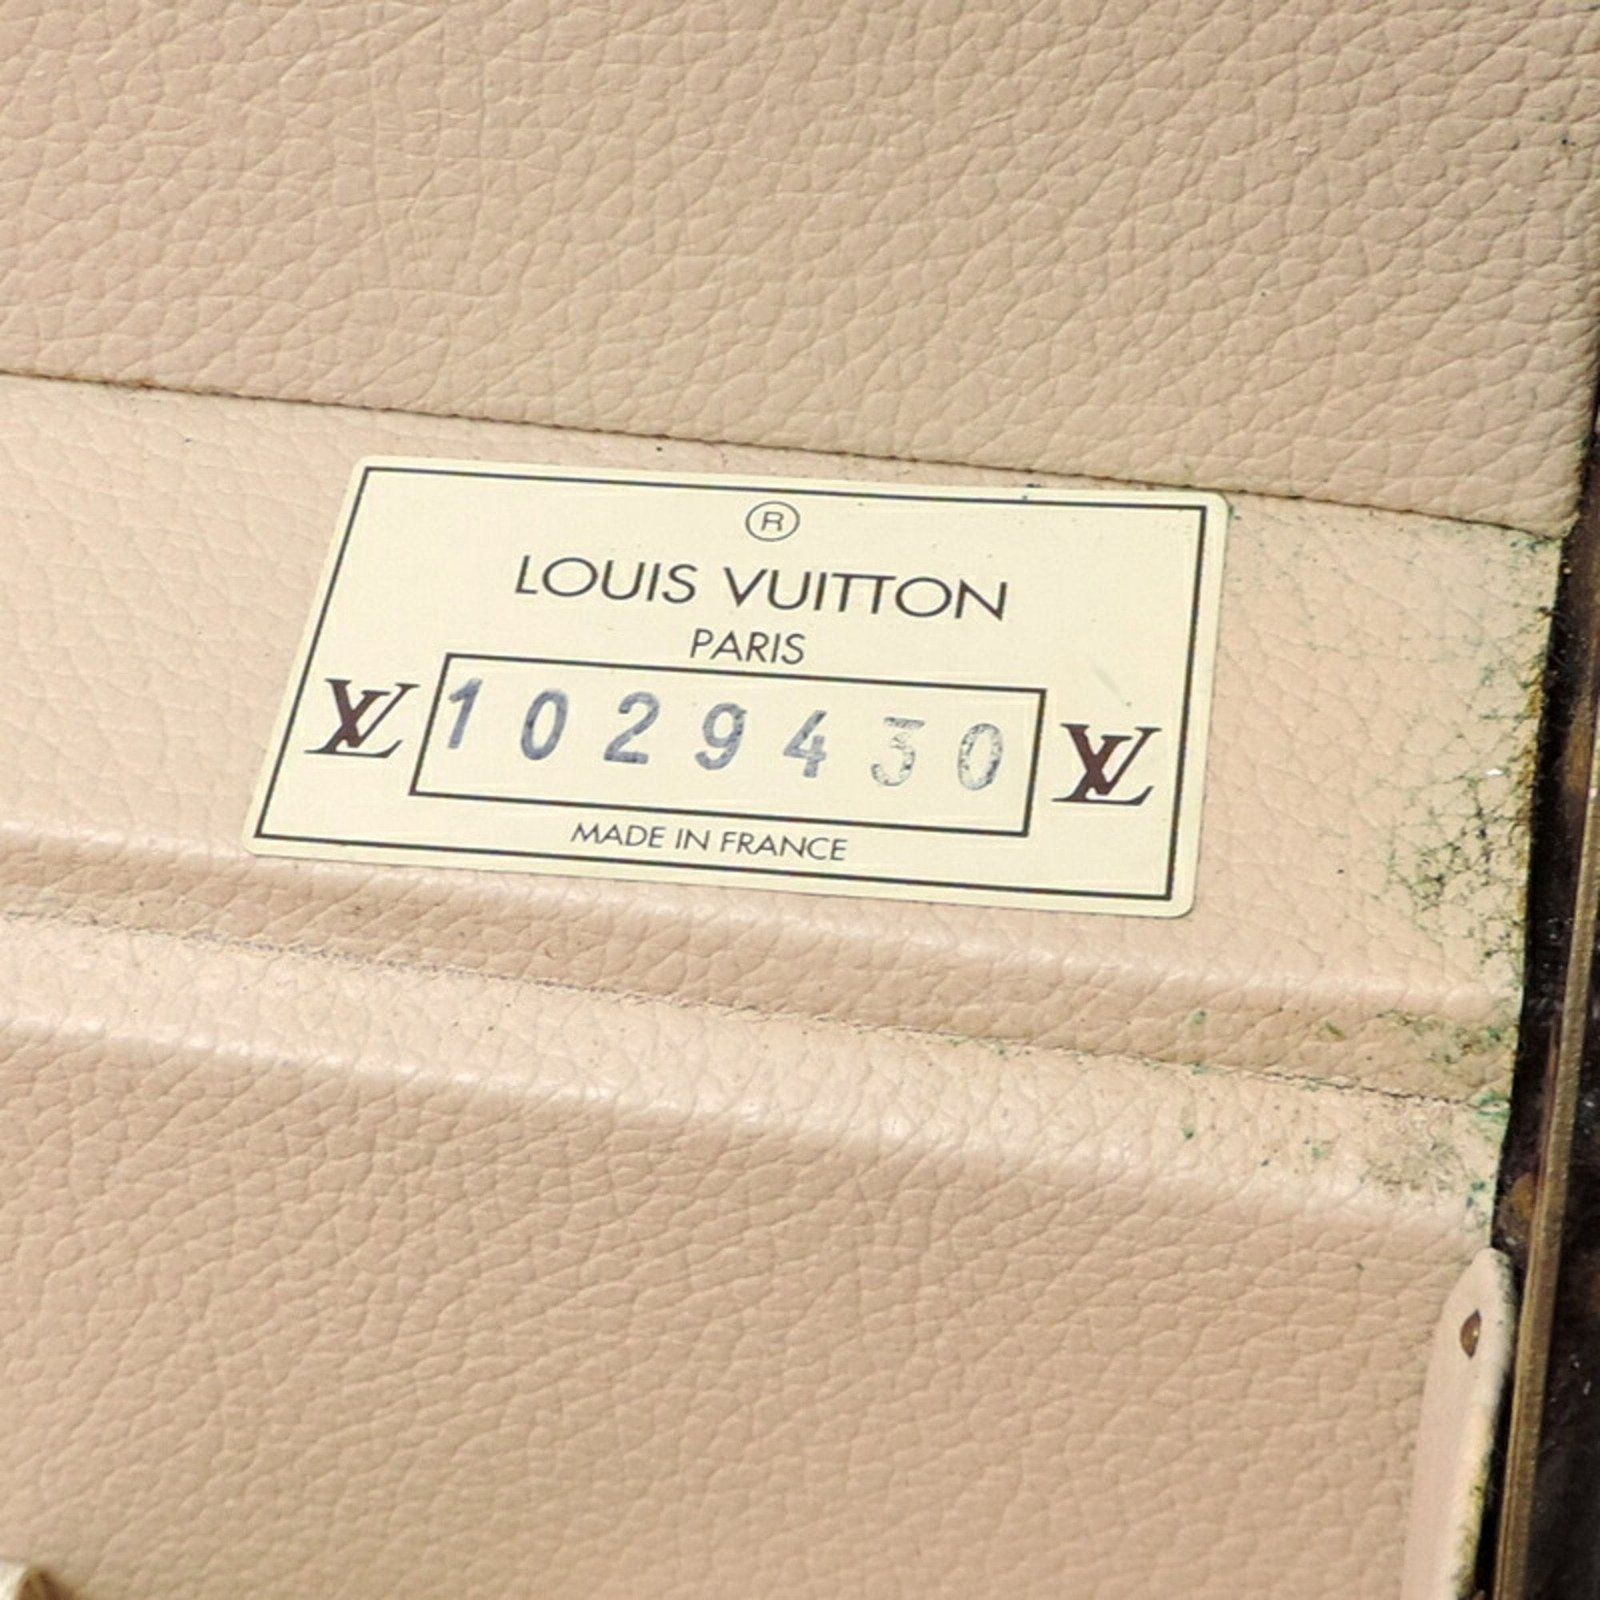 ®
LOUIS VUITTON
PARIS
LV 1029430 LV
MADE IN FRANCE